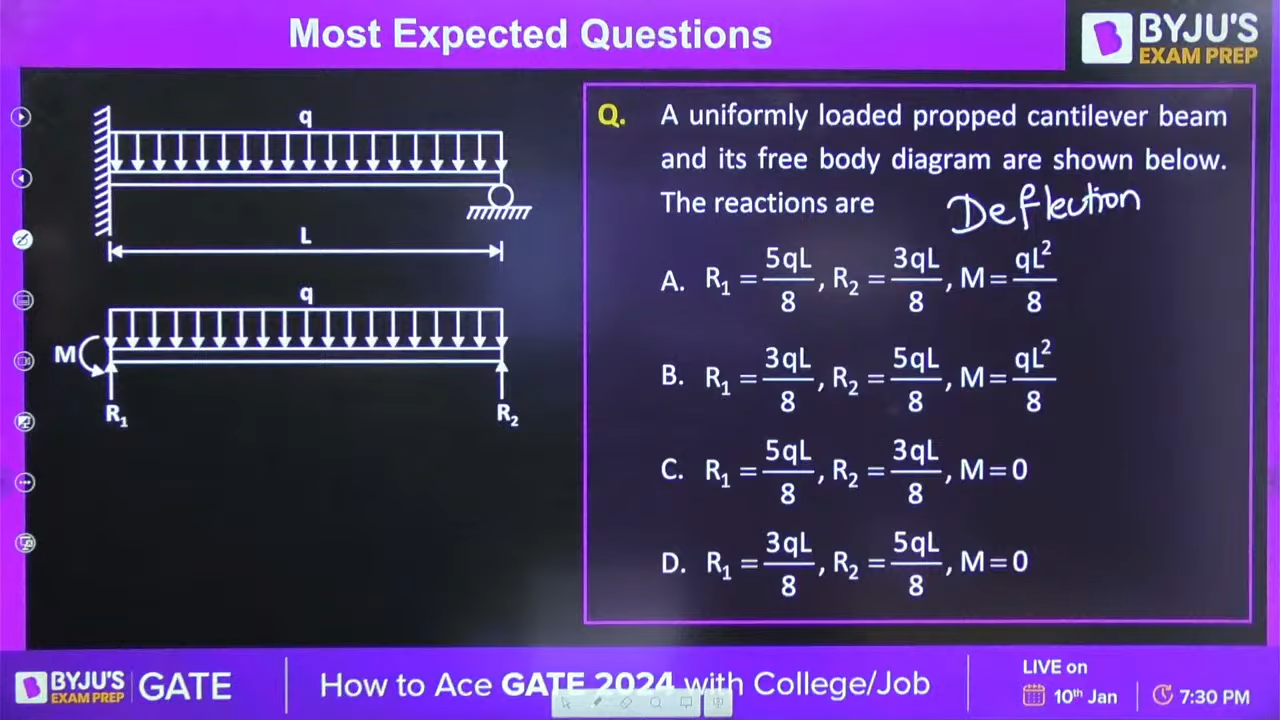 Most Expected Questions
BYJU'S
EXAM PREP
q
L
q
M
R₁
R₂
Q. A uniformly loaded propped cantilever beam
and its free body diagram are shown below.
The reactions are
Deflection
A. R₁ = 5qL/8, R₂ = 3qL/8, M = qL²/8
B. R₁ = 3qL/8, R₂ = 5qL/8, M = qL²/8
C. R₁ = 5qL/8, R₂ = 3qL/8, M = 0
D. R₁ = 3qL/8, R₂ = 5qL/8, M = 0
BYJU'S
EXAM PREP
GATE
How to Ace GATE 2024 with College/Job
LIVE on
10th Jan
7:30 PM